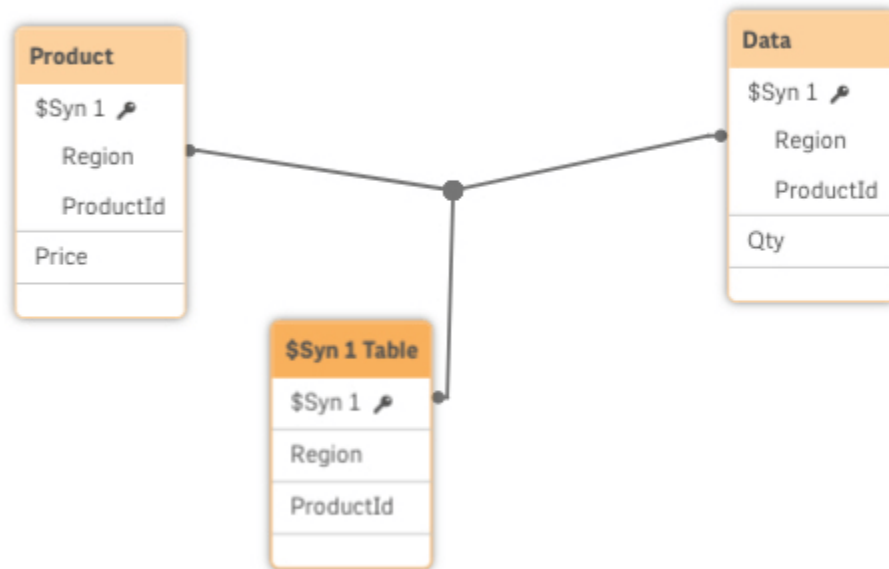 Product
$Syn 1
Region
ProductId
Price
Data
$Syn 1
Region
ProductId
Qty
$Syn 1 Table
$Syn 1
Region
ProductId